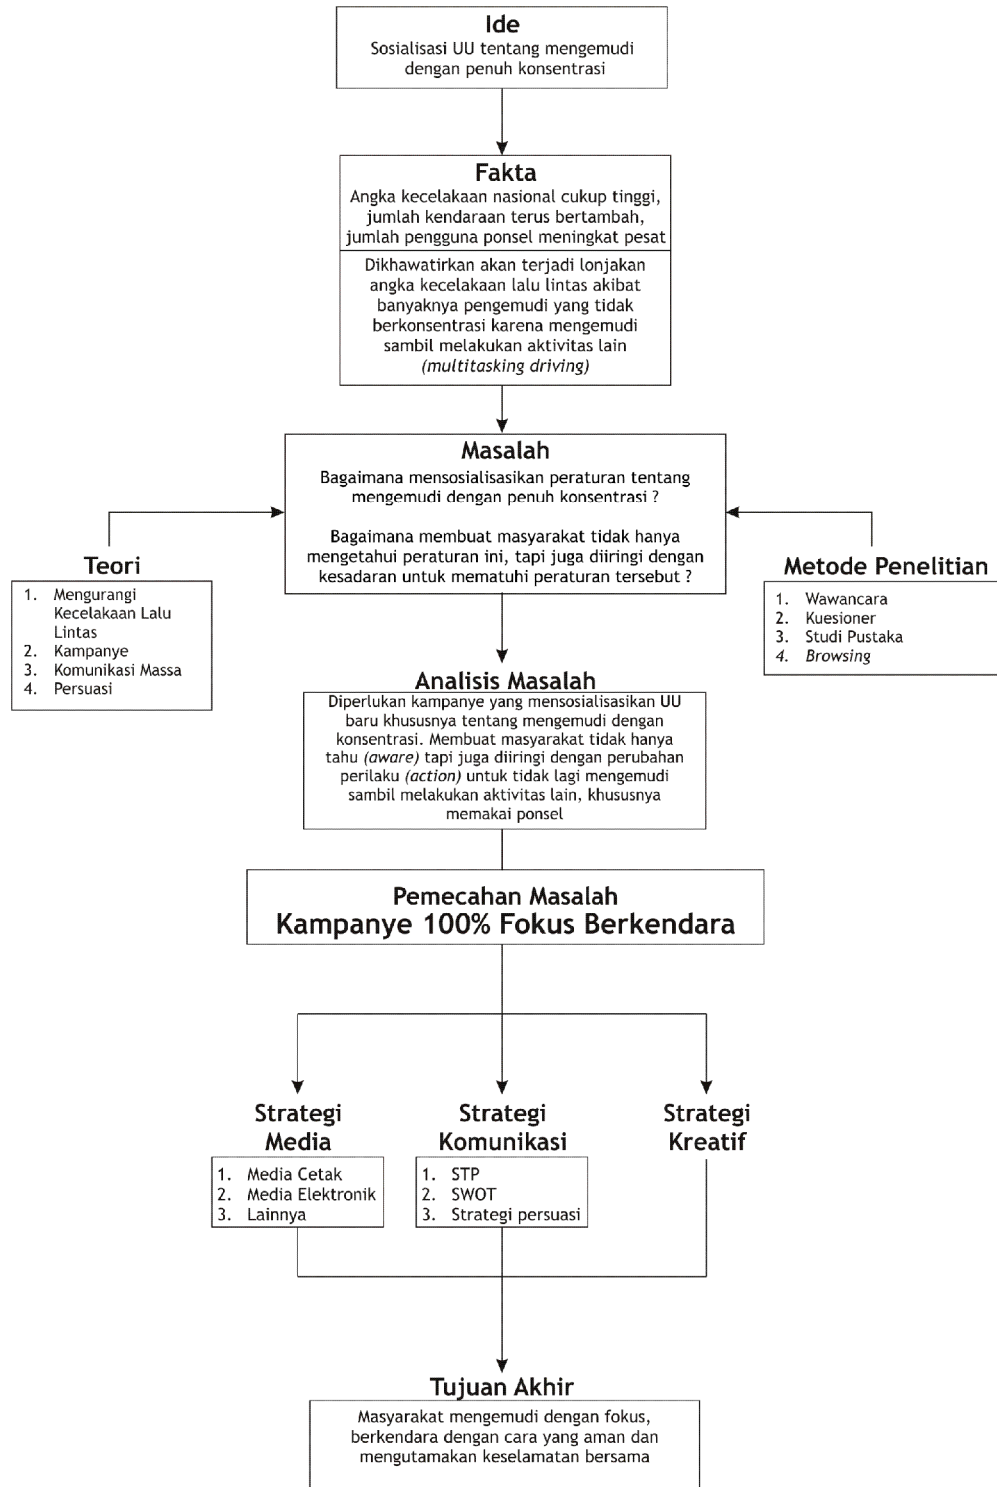 Ide
Sosialisasi UU tentang mengemudi
dengan penuh konsentrasi
Fakta
Angka kecelakaan nasional cukup tinggi,
jumlah kendaraan terus bertambah,
jumlah pengguna ponsel meningkat pesat
Dikhawatirkan akan terjadi lonjakan
angka kecelakaan lalu lintas akibat
banyaknya pengemudi yang tidak
berkonsentrasi karena mengemudi
sambil melakukan aktivitas lain
(multitasking driving)
Masalah
Bagaimana mensosialisasikan peraturan tentang
mengemudi dengan penuh konsentrasi ?
Bagaimana membuat masyarakat tidak hanya
mengetahui peraturan ini, tapi juga diiringi dengan
kesadaran untuk mematuhi peraturan tersebut ?
Teori
1. Mengurangi
Kecelakaan Lalu
Lintas
2. Kampanye
3. Komunikasi Massa
4. Persuasi
Metode Penelitian
1. Wawancara
2. Kuesioner
3. Studi Pustaka
4. Browsing
Analisis Masalah
Diperlukan kampanye yang mensosialisasikan UU
baru khususnya tentang mengemudi dengan
konsentrasi. Membuat masyarakat tidak hanya
tahu (aware) tapi juga diiringi dengan perubahan
perilaku (action) untuk tidak lagi mengemudi
sambil melakukan aktivitas lain, khususnya
memakai ponsel
Pemecahan Masalah
Kampanye 100% Fokus Berkendara
Strategi
Media
1. Media Cetak
2. Media Elektronik
3. Lainnya
Strategi
Komunikasi
1. STP
2. SWOT
3. Strategi persuasi
Strategi
Kreatif
Tujuan Akhir
Masyarakat mengemudi dengan fokus,
berkendara dengan cara yang aman dan
mengutamakan keselamatan bersama